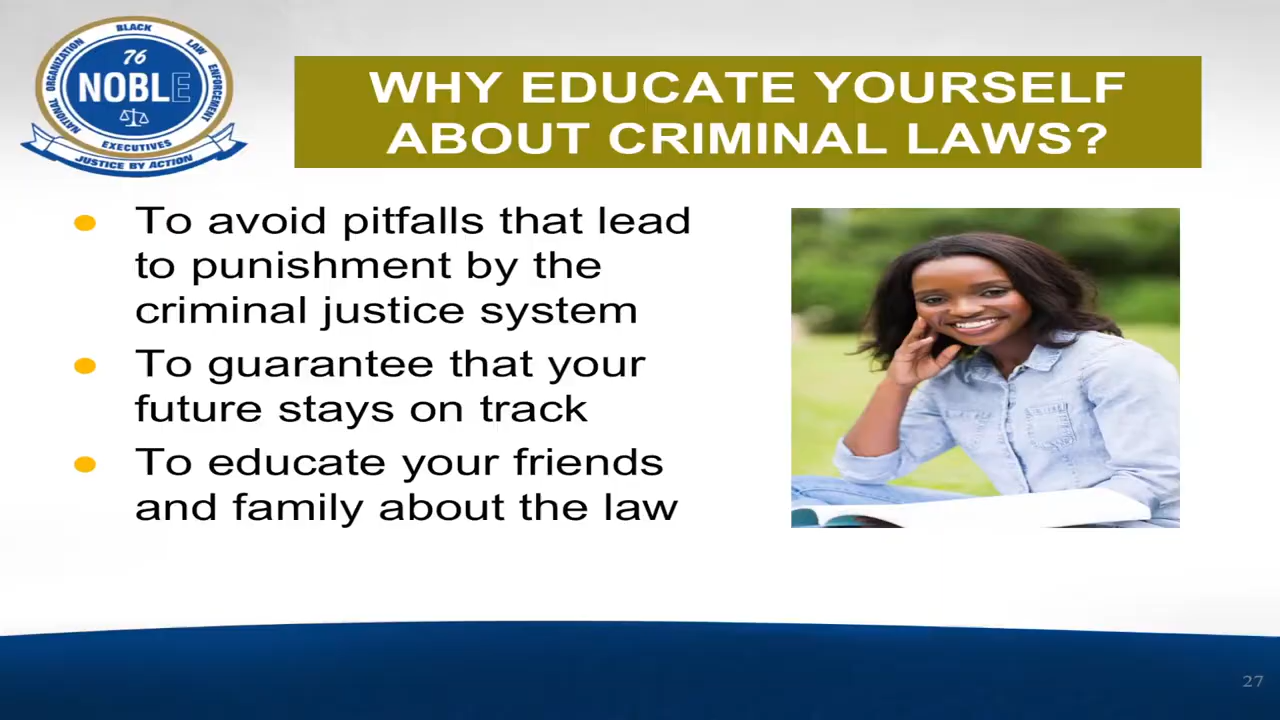 NATIONAL ORGANIZATION BLACK LAW ENFORCEMENT
76
NOBLE
EXECUTIVES
JUSTICE BY ACTION
WHY EDUCATE YOURSELF
ABOUT CRIMINAL LAWS?
To avoid pitfalls that lead
to punishment by the
criminal justice system
To guarantee that your
future stays on track
To educate your friends
and family about the law
27